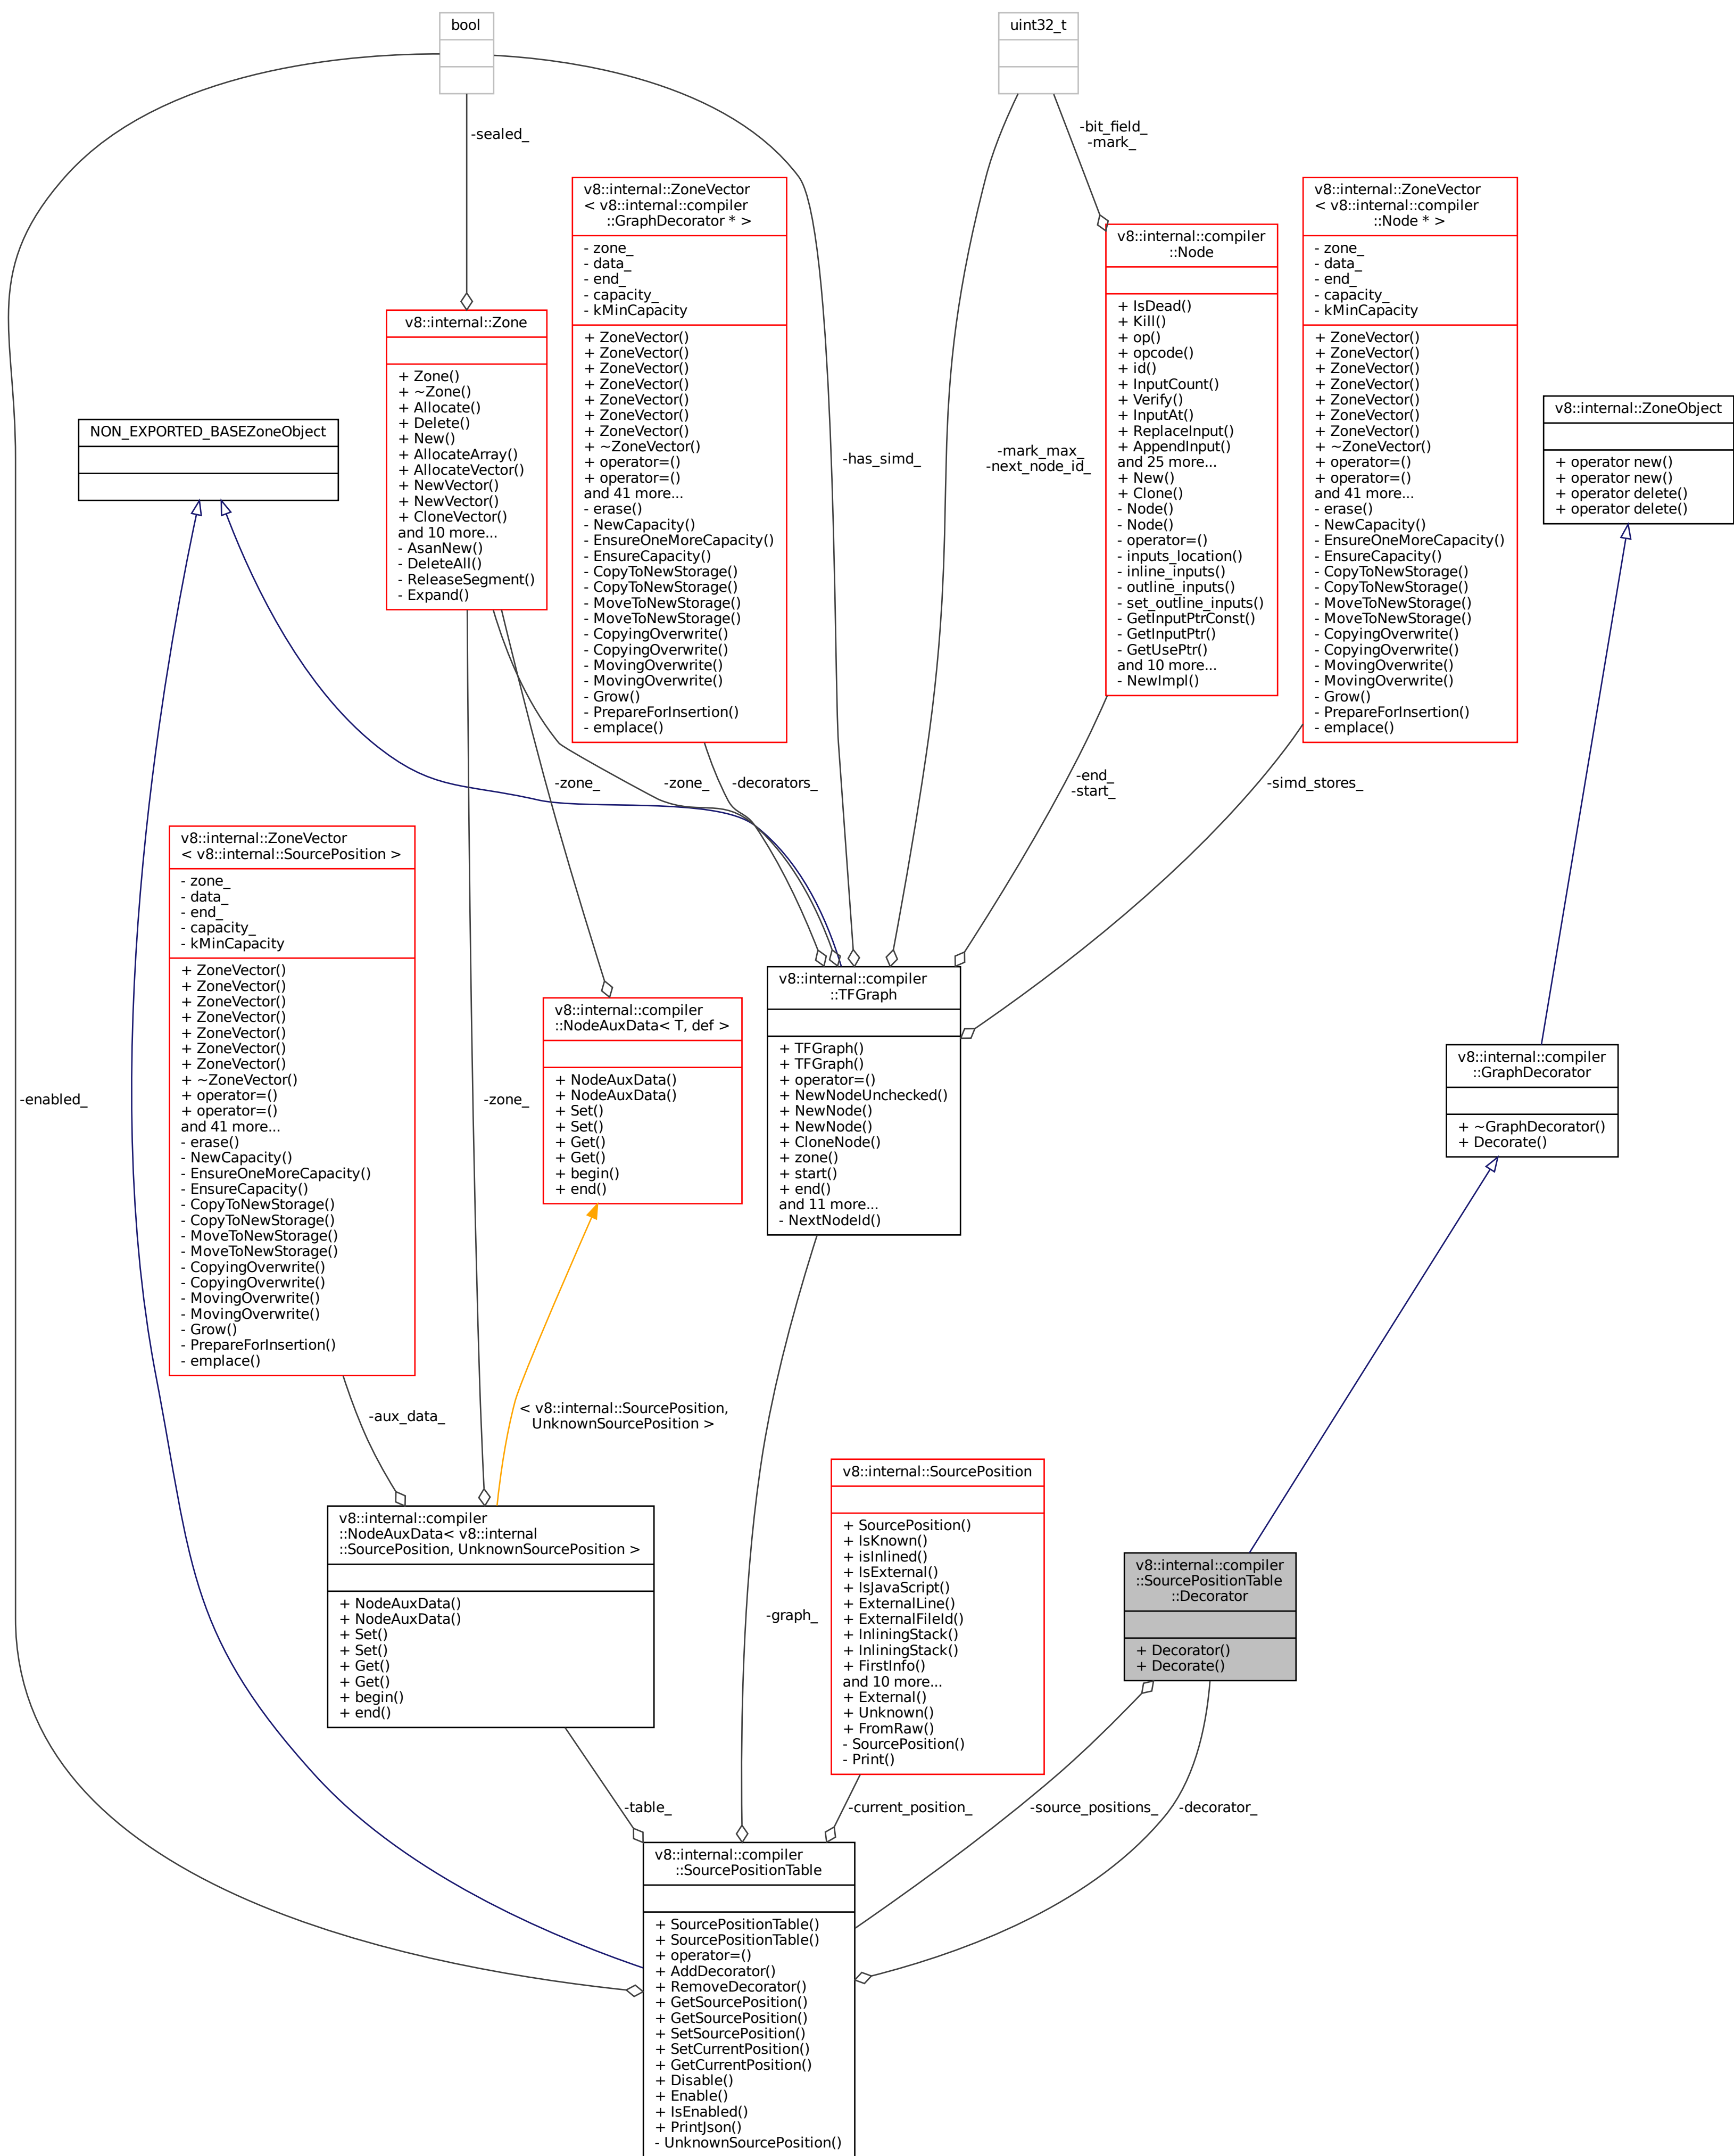 bool
uint32_t
-sealed_
-bit_field_
-mark_
v8::internal::ZoneVector
< v8::internal::compiler
::GraphDecorator * >
- zone_
- data_
- end_
- capacity_
- kMinCapacity
+ ZoneVector()
+ ZoneVector()
+ ZoneVector()
+ ZoneVector()
+ ZoneVector()
+ ZoneVector()
+ ZoneVector()
+ ~ZoneVector()
+ operator=()
+ operator=()
and 41 more...
- erase()
- NewCapacity()
- EnsureOneMoreCapacity()
- EnsureCapacity()
- CopyToNewStorage()
- CopyToNewStorage()
- MoveToNewStorage()
- MoveToNewStorage()
- CopyingOverwrite()
- CopyingOverwrite()
- MovingOverwrite()
- MovingOverwrite()
- Grow()
- PrepareForInsertion()
- emplace()
v8::internal::compiler
::Node
+ IsDead()
+ Kill()
+ op()
+ opcode()
+ id()
+ InputCount()
+ Verify()
+ InputAt()
+ ReplaceInput()
+ AppendInput()
and 25 more...
+ New()
+ Clone()
- Node()
- Node()
- operator=()
- inputs_location()
- inline_inputs()
- outline_inputs()
- set_outline_inputs()
- GetInputPtrConst()
- GetInputPtr()
- GetUsePtr()
and 10 more...
- NewImpl()
v8::internal::ZoneVector
< v8::internal::compiler
::Node * >
- zone_
- data_
- end_
- capacity_
- kMinCapacity
+ ZoneVector()
+ ZoneVector()
+ ZoneVector()
+ ZoneVector()
+ ZoneVector()
+ ZoneVector()
+ ZoneVector()
+ ~ZoneVector()
+ operator=()
+ operator=()
and 41 more...
- erase()
- NewCapacity()
- EnsureOneMoreCapacity()
- EnsureCapacity()
- CopyToNewStorage()
- CopyToNewStorage()
- MoveToNewStorage()
- MoveToNewStorage()
- CopyingOverwrite()
- CopyingOverwrite()
- MovingOverwrite()
- MovingOverwrite()
- Grow()
- PrepareForInsertion()
- emplace()
v8::internal::Zone
+ Zone()
+ ~Zone()
+ Allocate()
+ Delete()
+ New()
+ AllocateArray()
+ AllocateVector()
+ NewVector()
+ NewVector()
+ CloneVector()
and 10 more...
- AsanNew()
- DeleteAll()
- ReleaseSegment()
- Expand()
NON_EXPORTED_BASEZoneObject
v8::internal::ZoneObject
+ operator new()
+ operator new()
+ operator delete()
+ operator delete()
-has_simd_
-mark_max_
-next_node_id_
-zone_
-zone_
-decorators_
-end_
-start_
-simd_stores_
v8::internal::ZoneVector
< v8::internal::SourcePosition >
- zone_
- data_
- end_
- capacity_
- kMinCapacity
+ ZoneVector()
+ ZoneVector()
+ ZoneVector()
+ ZoneVector()
+ ZoneVector()
+ ZoneVector()
+ ZoneVector()
+ ~ZoneVector()
+ operator=()
+ operator=()
and 41 more...
- erase()
- NewCapacity()
- EnsureOneMoreCapacity()
- EnsureCapacity()
- CopyToNewStorage()
- CopyToNewStorage()
- MoveToNewStorage()
- MoveToNewStorage()
- CopyingOverwrite()
- CopyingOverwrite()
- MovingOverwrite()
- MovingOverwrite()
- Grow()
- PrepareForInsertion()
- emplace()
v8::internal::compiler
::NodeAuxData< T, def >
+ NodeAuxData()
+ NodeAuxData()
+ Set()
+ Set()
+ Get()
+ Get()
+ begin()
+ end()
v8::internal::compiler
::TFGraph
+ TFGraph()
+ TFGraph()
+ operator=()
+ NewNodeUnchecked()
+ NewNode()
+ NewNode()
+ CloneNode()
+ zone()
+ start()
+ end()
and 11 more...
- NextNodeId()
v8::internal::compiler
::GraphDecorator
+ ~GraphDecorator()
+ Decorate()
-enabled_
-zone_
-aux_data_
< v8::internal::SourcePosition,
UnknownSourcePosition >
v8::internal::compiler
::NodeAuxData< v8::internal
::SourcePosition, UnknownSourcePosition >
+ NodeAuxData()
+ NodeAuxData()
+ Set()
+ Set()
+ Get()
+ Get()
+ begin()
+ end()
-graph_
v8::internal::SourcePosition
+ SourcePosition()
+ IsKnown()
+ isInlined()
+ IsExternal()
+ IsJavaScript()
+ ExternalLine()
+ ExternalFileId()
+ InliningStack()
+ InliningStack()
+ FirstInfo()
and 10 more...
+ External()
+ Unknown()
+ FromRaw()
- SourcePosition()
- Print()
v8::internal::compiler
::SourcePositionTable
::Decorator
+ Decorator()
+ Decorate()
-table_
-current_position_
-source_positions_
-decorator_
v8::internal::compiler
::SourcePositionTable
+ SourcePositionTable()
+ SourcePositionTable()
+ operator=()
+ AddDecorator()
+ RemoveDecorator()
+ GetSourcePosition()
+ GetSourcePosition()
+ SetSourcePosition()
+ SetCurrentPosition()
+ GetCurrentPosition()
+ Disable()
+ Enable()
+ IsEnabled()
+ PrintJson()
- UnknownSourcePosition()